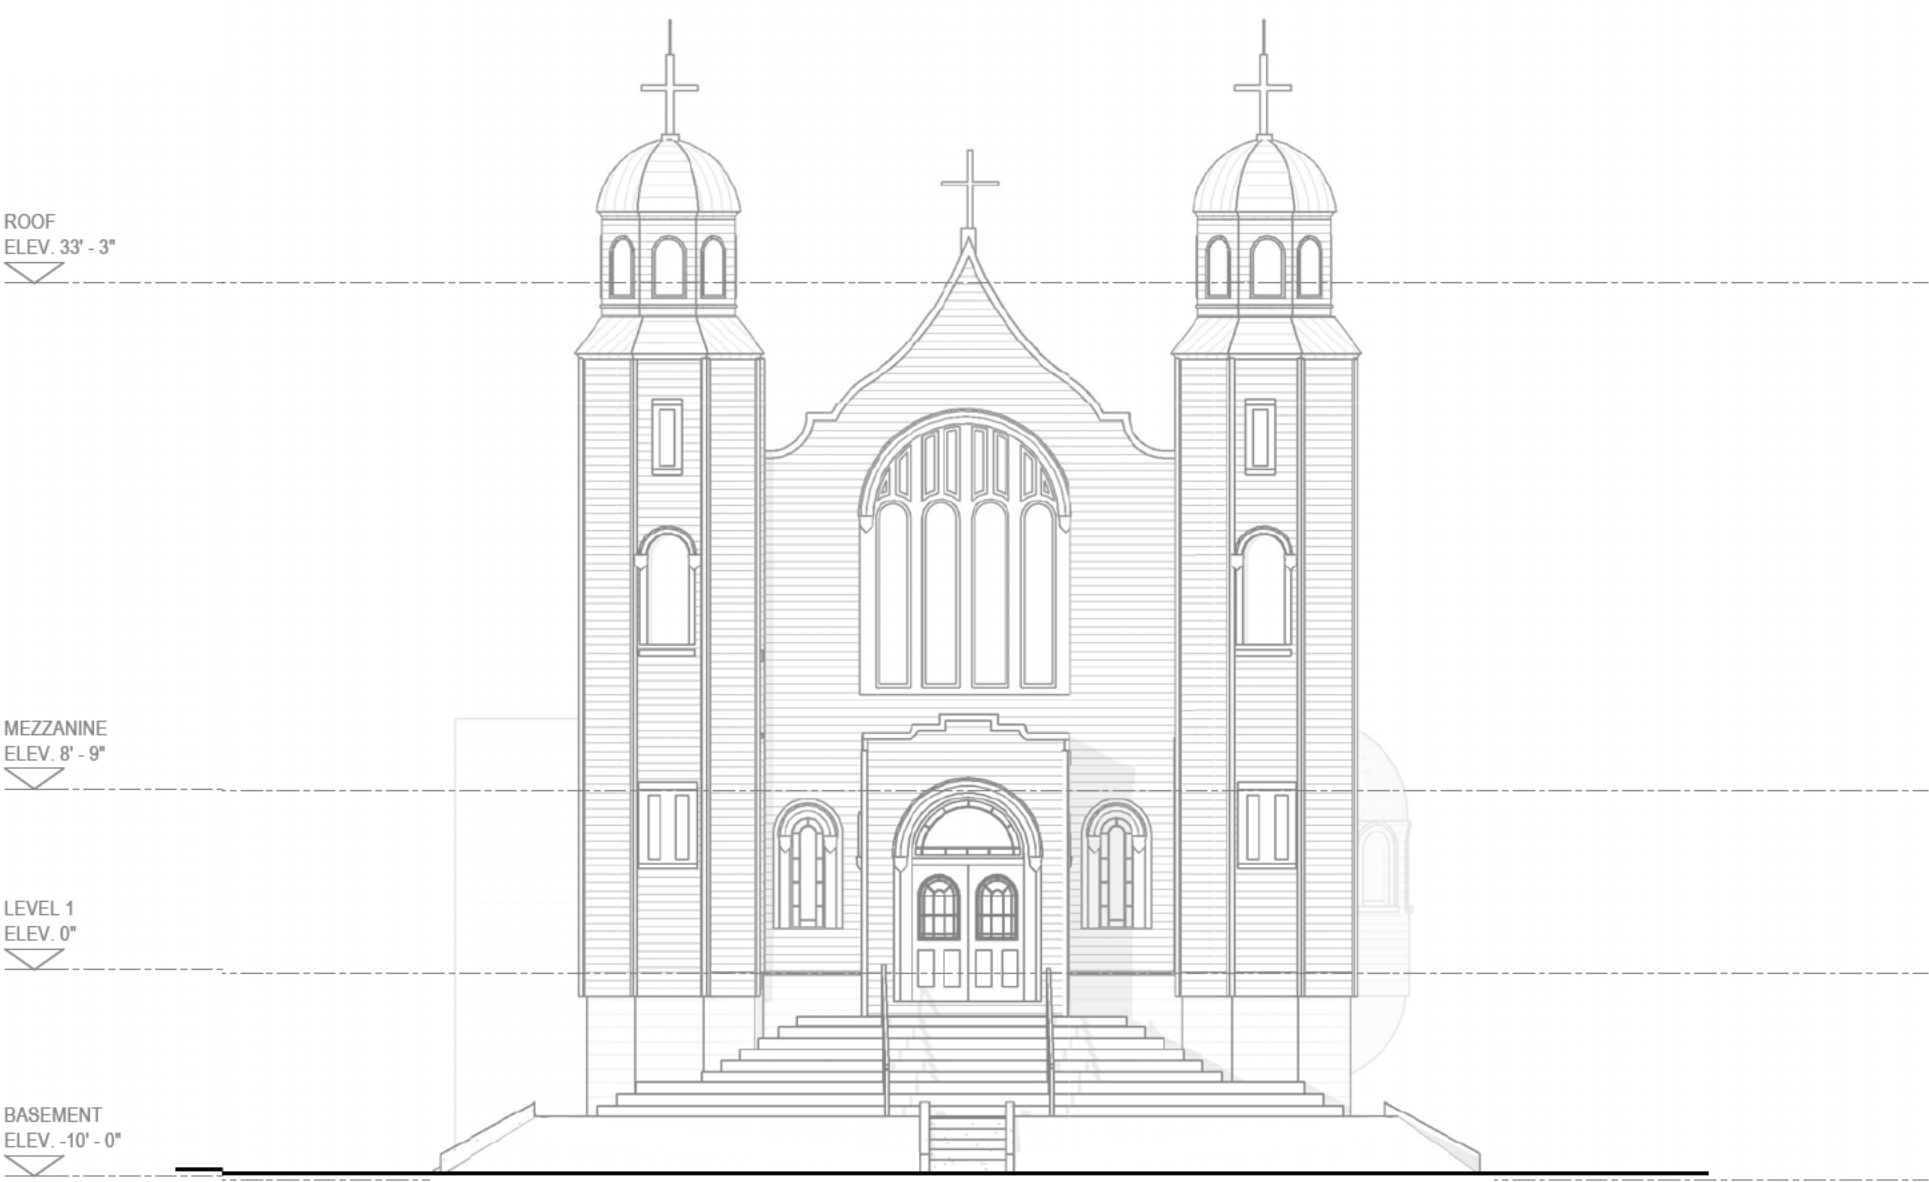 ROOF
ELEV. 33' - 3"
MEZZANINE
ELEV. 8' - 9"
LEVEL 1
ELEV. 0"
BASEMENT
ELEV. -10' - 0"